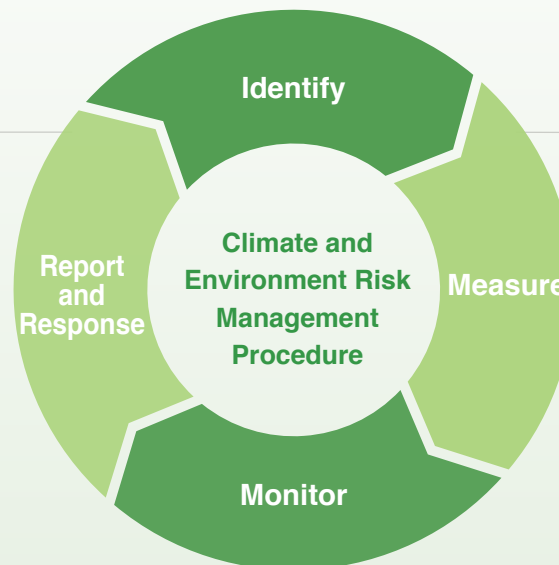 Identify
Climate and
Environment Risk
Management
Procedure
Measure
Monitor
Report
and
Response